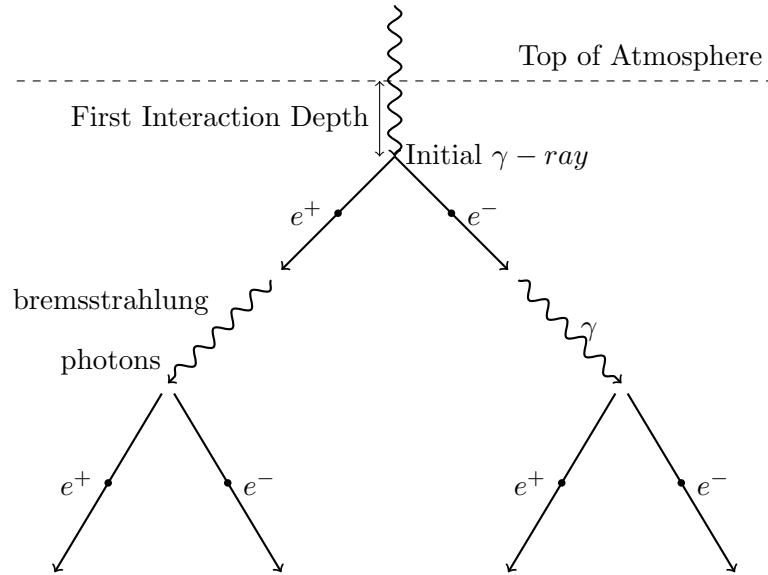 Top of Atmosphere
First Interaction Depth
Initial γ − ray
e⁺
e⁻
bremsstrahlung
γ
photons
e⁺
e⁻
e⁺
e⁻